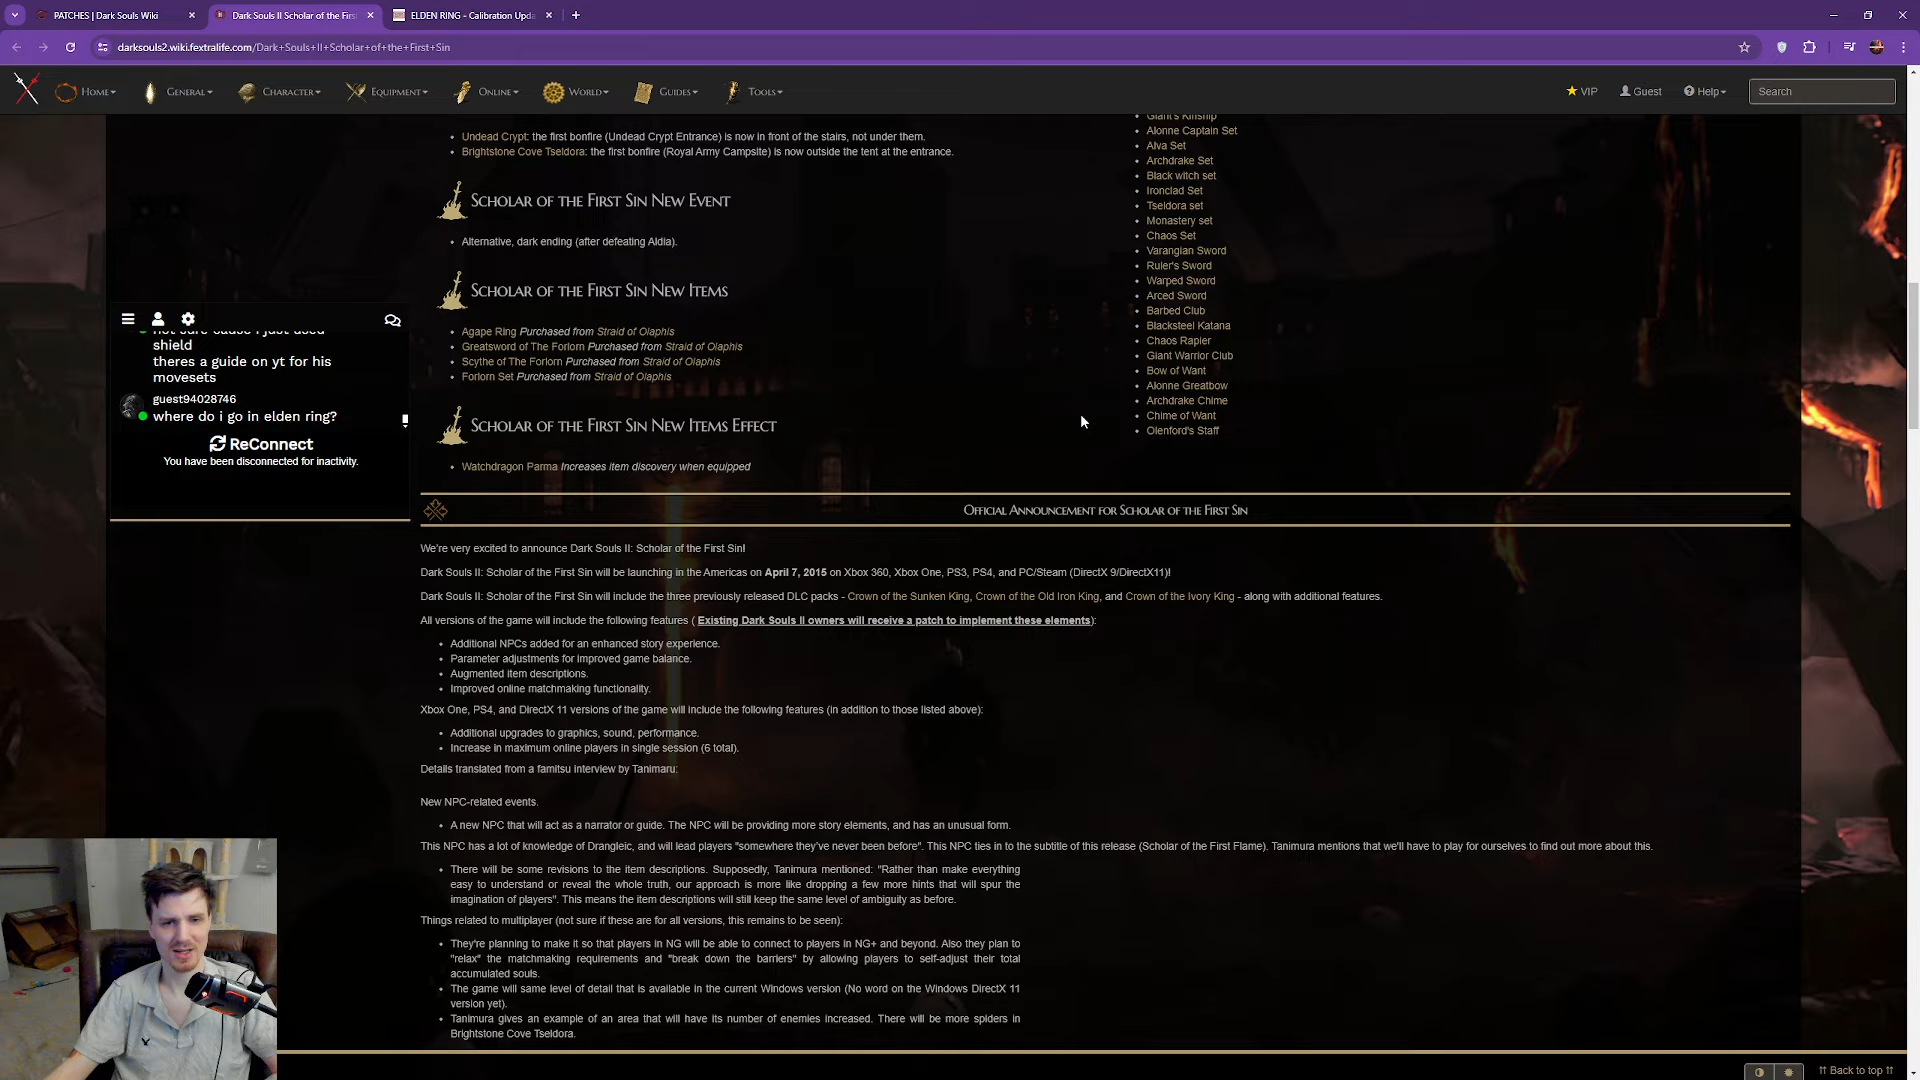 PATCHES | Dark Souls Wiki
Dark Souls II Scholar of the Firs
ELDEN RING - Calibration Upda
darksouls2.wiki.fextralife.com/Dark+Souls+II+Scholar+of+the+First+Sin
Home
General
Character
Equipment
Online
World
Guides
Tools
VIP
Guest
Help
Search
Undead Crypt: the first bonfire (Undead Crypt Entrance) is now in front of the stairs, not under them.
Brightstone Cove Tseldora: the first bonfire (Royal Army Campsite) is now outside the tent at the entrance.
Scholar of the First Sin New Event
Alternative, dark ending (after defeating Aldia).
Scholar of the First Sin New Items
Agape Ring Purchased from Straid of Olaphis
Greatsword of The Forlorn Purchased from Straid of Olaphis
Scythe of The Forlorn Purchased from Straid of Olaphis
Forlorn Set Purchased from Straid of Olaphis
Scholar of the First Sin New Items Effect
Watchdragon Parma Increases item discovery when equipped
Giant's Kinship
Alonne Captain Set
Alva Set
Archdrake Set
Black witch set
Ironclad Set
Tseldora set
Monastery set
Chaos Set
Varangian Sword
Ruler's Sword
Warped Sword
Arced Sword
Barbed Club
Blacksteel Katana
Chaos Rapier
Giant Warrior Club
Bow of Want
Alonne Greatbow
Archdrake Chime
Chime of Want
Olenford's Staff
not sure cause i just used
shield
theres a guide on yt for his
movesets
guest94028746
where do i go in elden ring?
ReConnect
You have been disconnected for inactivity.
Official Announcement for Scholar of the First Sin
We're very excited to announce Dark Souls II: Scholar of the First Sin!
Dark Souls II: Scholar of the First Sin will be launching in the Americas on April 7, 2015 on Xbox 360, Xbox One, PS3, PS4, and PC/Steam (DirectX 9/DirectX11)!
Dark Souls II: Scholar of the First Sin will include the three previously released DLC packs - Crown of the Sunken King, Crown of the Old Iron King, and Crown of the Ivory King - along with additional features.
All versions of the game will include the following features ( Existing Dark Souls II owners will receive a patch to implement these elements):
Additional NPCs added for an enhanced story experience.
Parameter adjustments for improved game balance.
Augmented item descriptions.
Improved online matchmaking functionality.
Xbox One, PS4, and DirectX 11 versions of the game will include the following features (in addition to those listed above):
Additional upgrades to graphics, sound, performance.
Increase in maximum online players in single session (6 total).
Details translated from a famitsu interview by Tanimaru:
New NPC-related events.
A new NPC that will act as a narrator or guide. The NPC will be providing more story elements, and has an unusual form.
This NPC has a lot of knowledge of Drangleic, and will lead players "somewhere they've never been before". This NPC ties in to the subtitle of this release (Scholar of the First Flame). Tanimura mentions that we'll have to play for ourselves to find out more about this.
There will be some revisions to the item descriptions. Supposedly, Tanimura mentioned: "Rather than make everything
easy to understand or reveal the whole truth, our approach is more like dropping a few more hints that will spur the
imagination of players". This means the item descriptions will still keep the same level of ambiguity as before.
Things related to multiplayer (not sure if these are for all versions, this remains to be seen):
They're planning to make it so that players in NG will be able to connect to players in NG+ and beyond. Also they plan to
"relax" the matchmaking requirements and "break down the barriers" by allowing players to self-adjust their total
accumulated souls.
The game will same level of detail that is available in the current Windows version (No word on the Windows DirectX 11
version yet).
Tanimura gives an example of an area that will have its number of enemies increased. There will be more spiders in
Brightstone Cove Tseldora.
Back to top